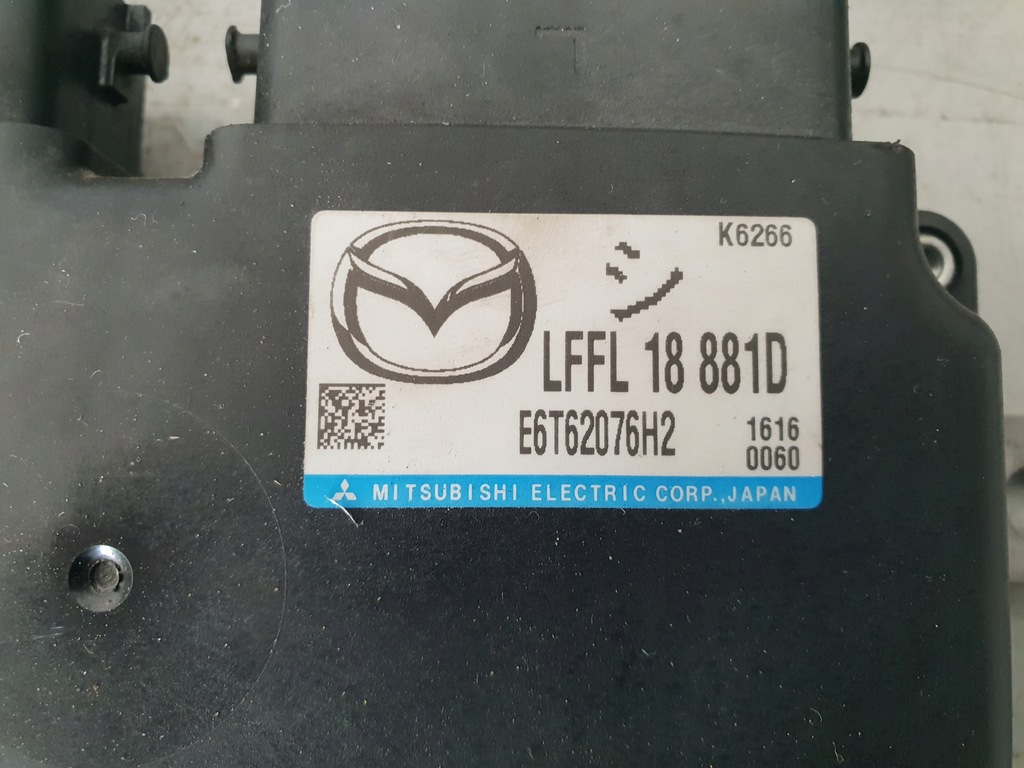 K6266
シ
LFFL 18 881D
E6T62076H2
1616
0060
MITSUBISHI ELECTRIC CORP., JAPAN